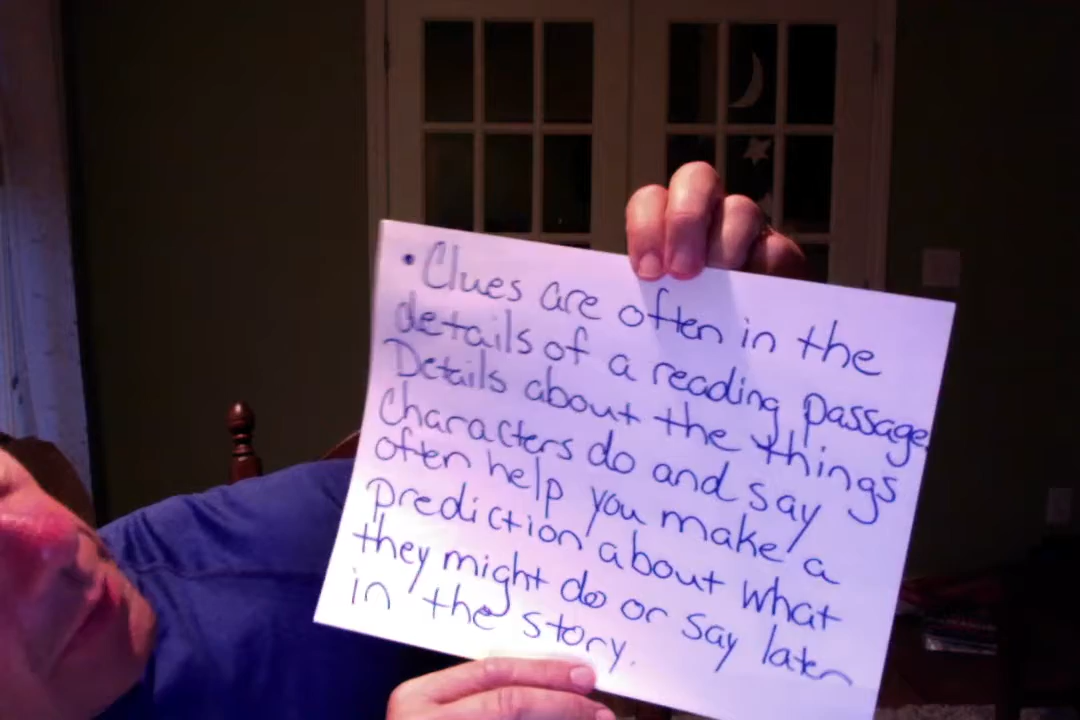 • Clues are often in the
details of a reading passage
Details about the things
Characters do and say
often help you make a
prediction about what
they might do or say later
in the story.